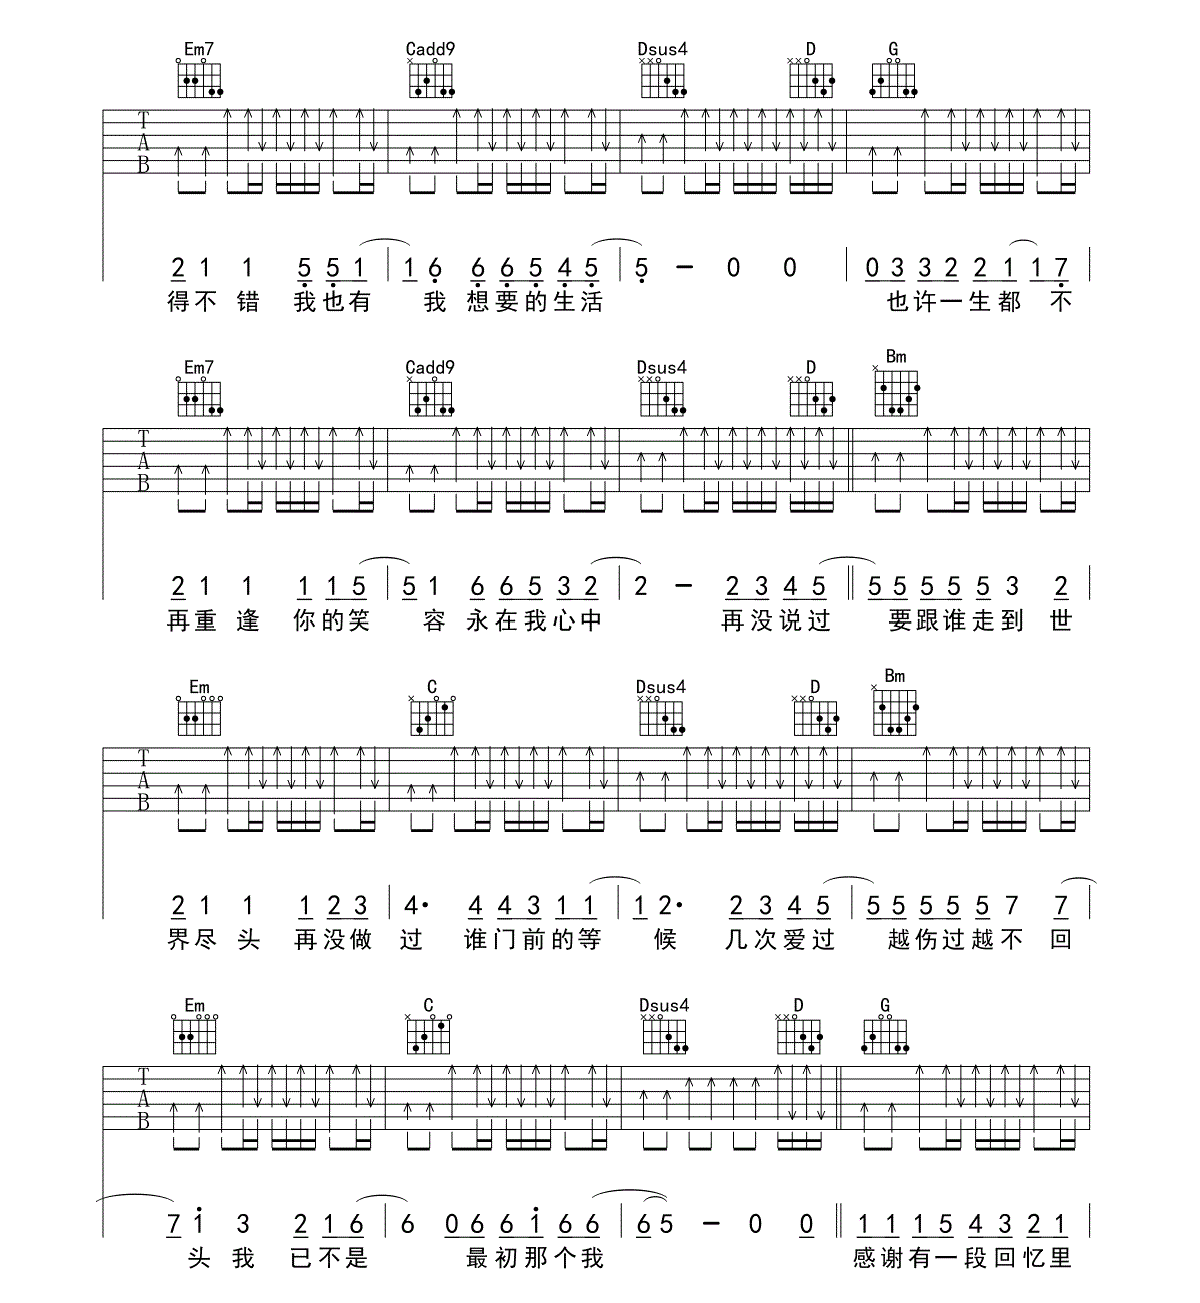 Em7 Cadd9 Dsus4 D G
T
A
B
2 1 1 5 5 1 1 6 6 6 5 4 5 5 - 0 0 0 3 3 2 2 1 1 7
得不错 我也有 我 想要的生活 也许一生都 不
Em7 Cadd9 Dsus4 D Bm
T
A
B
2 1 1 1 1 5 5 1 6 6 5 3 2 2 - 2 3 4 5 5 5 5 5 5 3 2
再重逢 你的笑 容 永在我心中 再没说过 要跟谁走到 世
Em C Dsus4 D Bm
T
A
B
2 1 1 1 2 3 4· 4 4 3 1 1 1 2· 2 3 4 5 5 5 5 5 5 7 7
界尽头 再没做 过 谁门前的等 候 几次爱过 越伤过越不 回
Em C Dsus4 D G
T
A
B
7 1 3 2 1 6 6 0 6 6 1 6 6 6 5 - 0 0 1 1 1 5 4 3 2 1
头我 已不是 最初那个我 感谢有一段回忆里